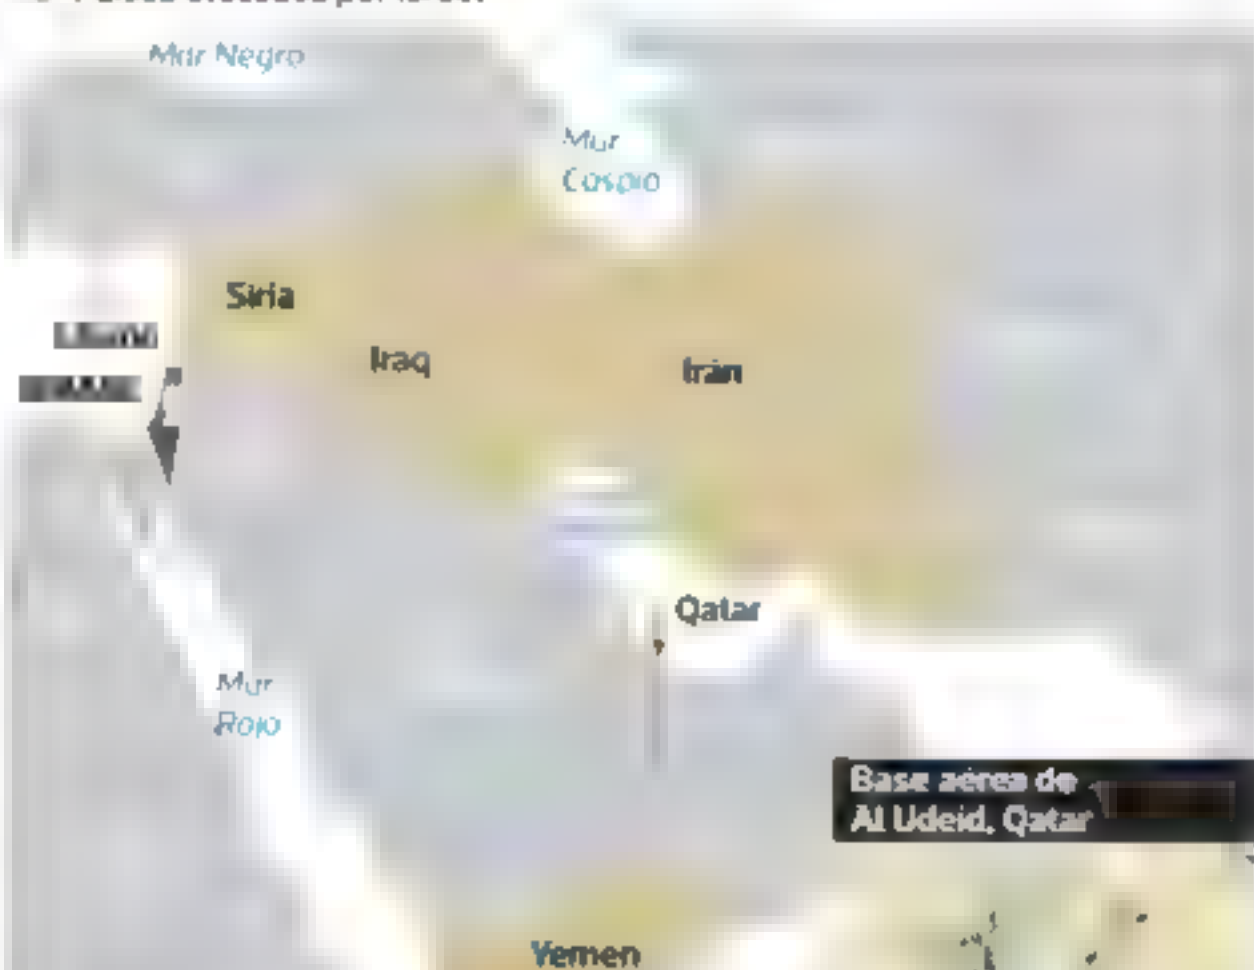 Mar Negro
Mar
Caspio
Siria
Iraq
Irán
Qatar
Mar
Rojo
Base aérea de
Al Udeid, Qatar
Yemen